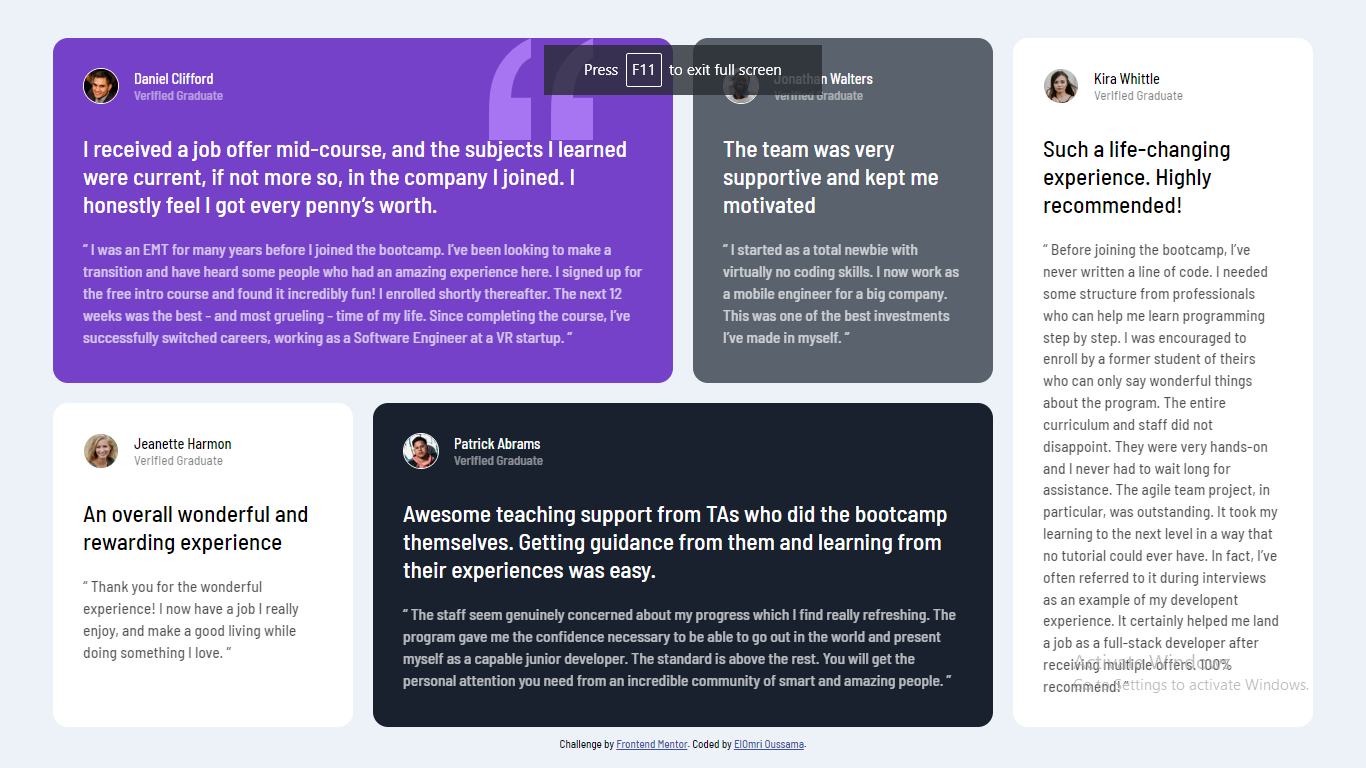 Press F11 to exit full screen
Daniel Clifford
Verified Graduate
I received a job offer mid-course, and the subjects I learned
were current, if not more so, in the company I joined. I
honestly feel I got every penny’s worth.
“ I was an EMT for many years before I joined the bootcamp. I’ve been looking to make a
transition and have heard some people who had an amazing experience here. I signed up for
the free intro course and found it incredibly fun! I enrolled shortly thereafter. The next 12
weeks was the best - and most grueling - time of my life. Since completing the course, I’ve
successfully switched careers, working as a Software Engineer at a VR startup. ”
Jonathan Walters
Verified Graduate
The team was very
supportive and kept me
motivated
“ I started as a total newbie with
virtually no coding skills. I now work as
a mobile engineer for a big company.
This was one of the best investments
I’ve made in myself. ”
Kira Whittle
Verified Graduate
Such a life-changing
experience. Highly
recommended!
“ Before joining the bootcamp, I’ve
never written a line of code. I needed
some structure from professionals
who can help me learn programming
step by step. I was encouraged to
enroll by a former student of theirs
who can only say wonderful things
about the program. The entire
curriculum and staff did not
disappoint. They were very hands-on
and I never had to wait long for
assistance. The agile team project, in
particular, was outstanding. It took my
learning to the next level in a way that
no tutorial could ever have. In fact, I’ve
often referred to it during interviews
as an example of my developent
experience. It certainly helped me land
a job as a full-stack developer after
receiving multiple offers. 100%
recommend! ”
Jeanette Harmon
Verified Graduate
An overall wonderful and
rewarding experience
“ Thank you for the wonderful
experience! I now have a job I really
enjoy, and make a good living while
doing something I love. ”
Patrick Abrams
Verified Graduate
Awesome teaching support from TAs who did the bootcamp
themselves. Getting guidance from them and learning from
their experiences was easy.
“ The staff seem genuinely concerned about my progress which I find really refreshing. The
program gave me the confidence necessary to be able to go out in the world and present
myself as a capable junior developer. The standard is above the rest. You will get the
personal attention you need from an incredible community of smart and amazing people. ”
Activate Windows
Go to Settings to activate Windows.
Challenge by Frontend Mentor. Coded by ElOmri Oussama.